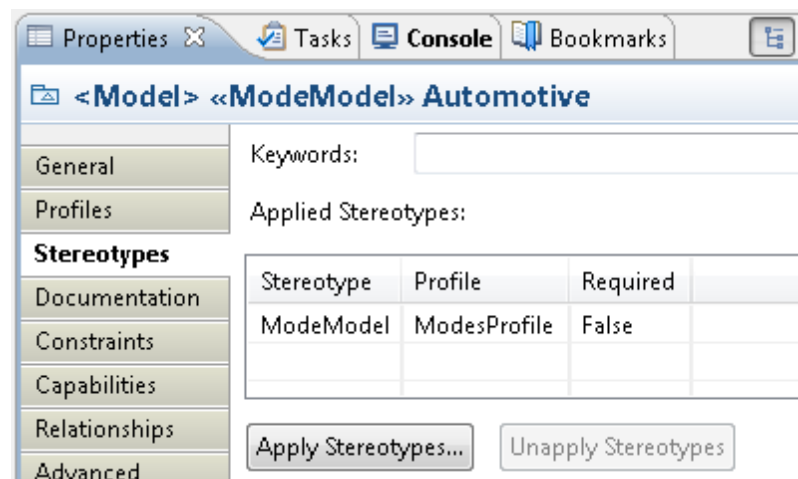 Properties Tasks Console Bookmarks
<Model> «ModeModel» Automotive
General
Profiles
Stereotypes
Documentation
Constraints
Capabilities
Relationships
Advanced
Keywords:
Applied Stereotypes:
Stereotype Profile Required
ModeModel ModesProfile False
Apply Stereotypes... Unapply Stereotypes